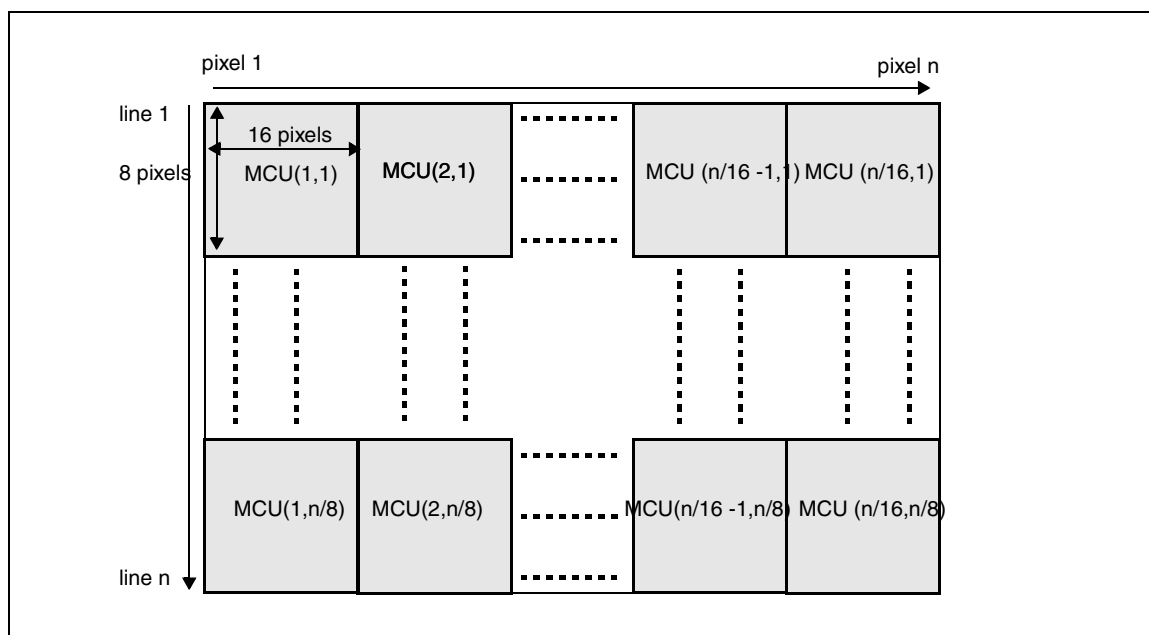 pixel 1
pixel n
line 1
16 pixels
8 pixels
MCU(1,1)
MCU(2,1)
MCU (n/16 -1,1)
MCU (n/16,1)
MCU(1,n/8)
MCU(2,n/8)
MCU(n/16 -1,n/8)
MCU (n/16,n/8)
line n